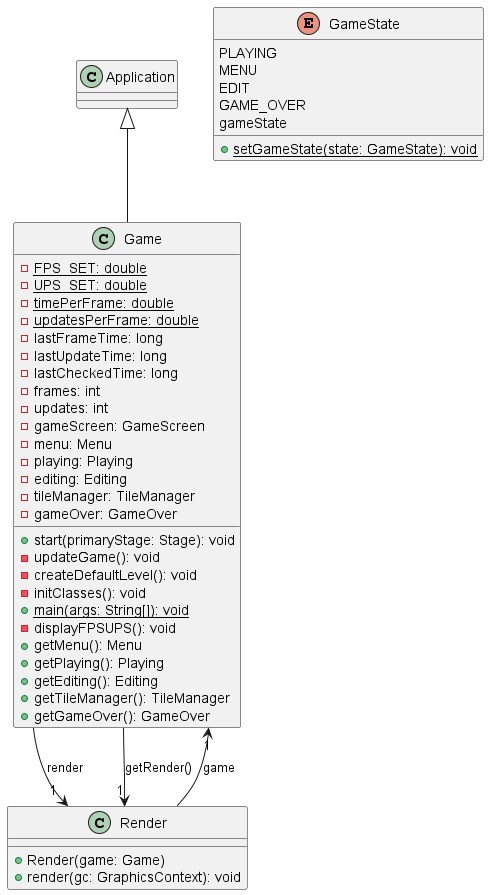 E GameState
PLAYING
MENU
EDIT
GAME_OVER
gameState
setGameState(state: GameState): void
C Application
C Game
FPS_SET: double
UPS_SET: double
timePerFrame: double
updatesPerFrame: double
lastFrameTime: long
lastUpdateTime: long
lastCheckedTime: long
frames: int
updates: int
gameScreen: GameScreen
menu: Menu
playing: Playing
editing: Editing
tileManager: TileManager
gameOver: GameOver
start(primaryStage: Stage): void
updateGame(): void
createDefaultLevel(): void
initClasses(): void
main(args: String[]): void
displayFPSUPS(): void
getMenu(): Menu
getPlaying(): Playing
getEditing(): Editing
getTileManager(): TileManager
getGameOver(): GameOver
1
render
getRender()
game
1
1
C Render
Render(game: Game)
render(gc: GraphicsContext): void